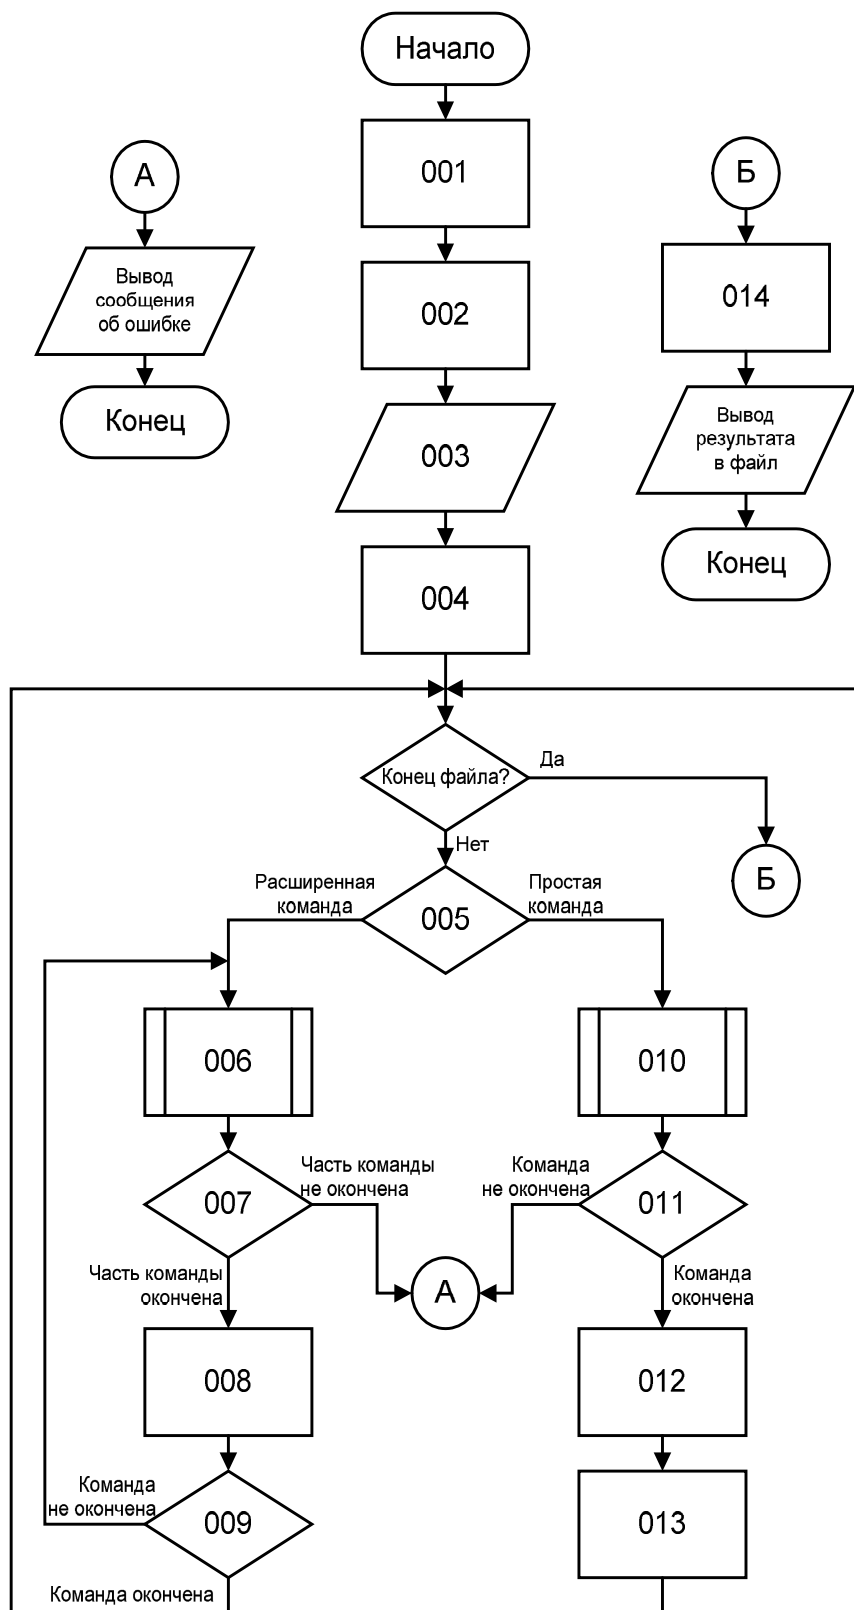 Начало
001
А
Б
Вывод
сообщения
об ошибке
002
014
Конец
003
Вывод
результата
в файл
004
Конец
Конец файла?
Да
Нет
Б
Расширенная
команда
005
Простая
команда
006
010
Часть команды
не окончена
Команда
не окончена
007
011
Часть команды
окончена
А
Команда
окончена
008
012
Команда
не окончена
009
013
Команда окончена